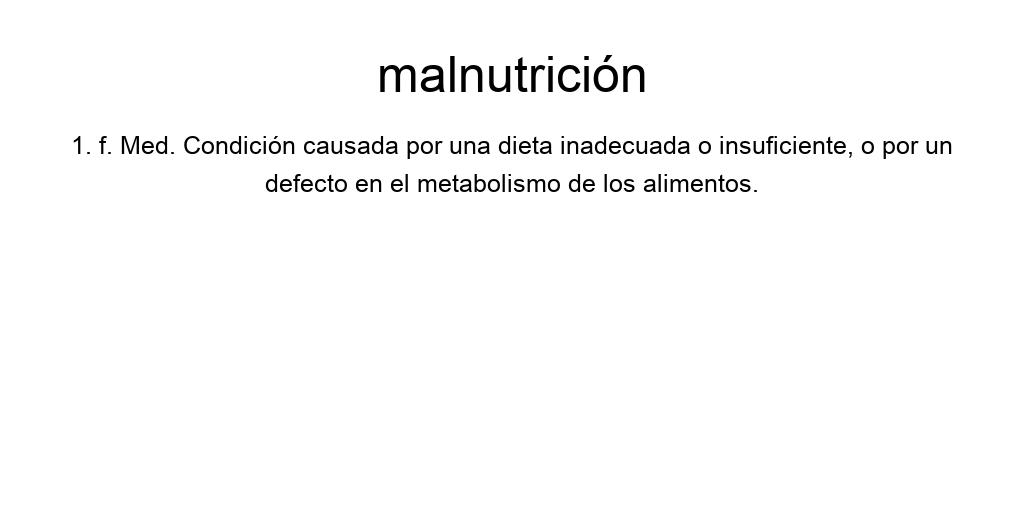 malnutrición
1. f. Med. Condición causada por una dieta inadecuada o insuficiente, o por un
defecto en el metabolismo de los alimentos.